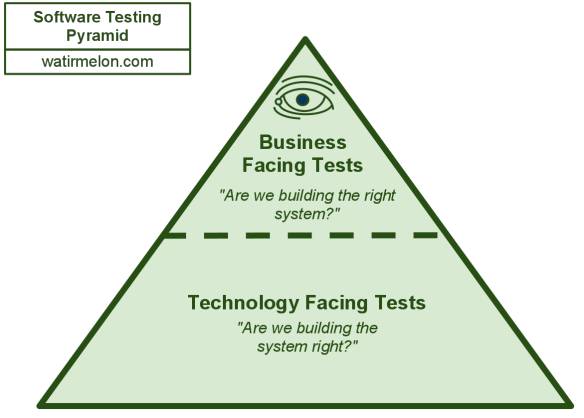 Software Testing
Pyramid
watirmelon.com
Business
Facing Tests
"Are we building the right
system?"
Technology Facing Tests
"Are we building the
system right?"